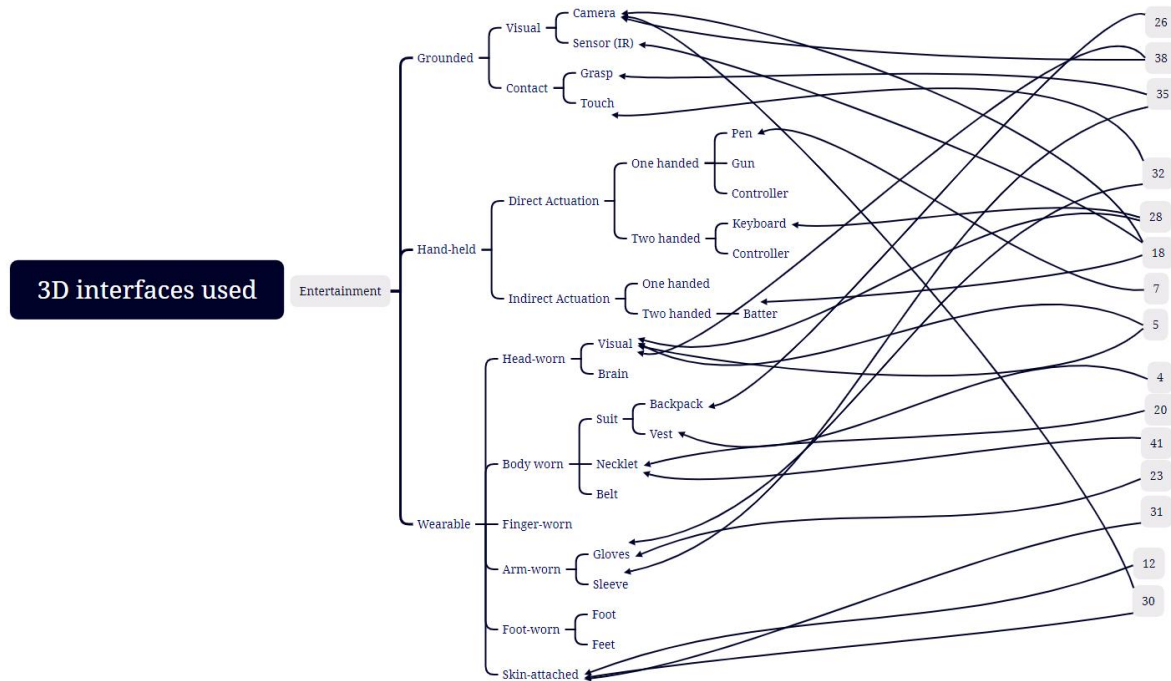 3D interfaces used
Entertainment
Grounded
Visual
Camera
Sensor (IR)
Contact
Grasp
Touch
Hand-held
Direct Actuation
One handed
Pen
Gun
Controller
Two handed
Keyboard
Controller
Indirect Actuation
One handed
Two handed
Batter
Wearable
Head-worn
Visual
Brain
Body worn
Suit
Backpack
Vest
Necklet
Belt
Finger-worn
Arm-worn
Gloves
Sleeve
Foot-worn
Foot
Feet
Skin-attached
26
38
35
32
28
18
7
5
4
20
41
23
31
12
30